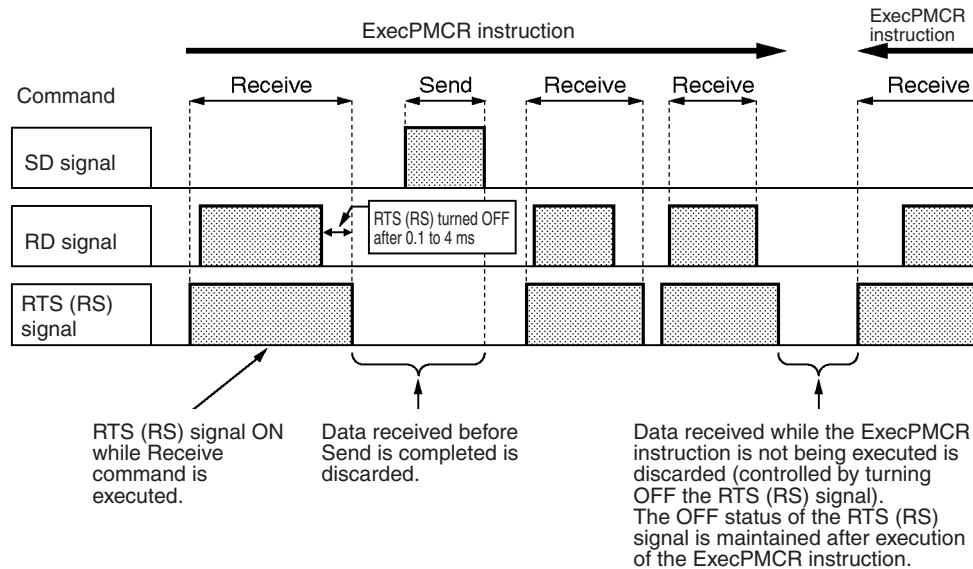 ExecPMCR instruction
ExecPMCR
instruction
Command
Receive
Send
Receive
Receive
Receive
SD signal
RD signal
RTS (RS) turned OFF
after 0.1 to 4 ms
RTS (RS)
signal
RTS (RS) signal ON
while Receive
command is
executed.
Data received before
Send is completed is
discarded.
Data received while the ExecPMCR
instruction is not being executed is
discarded (controlled by turning
OFF the RTS (RS) signal).
The OFF status of the RTS (RS)
signal is maintained after execution
of the ExecPMCR instruction.